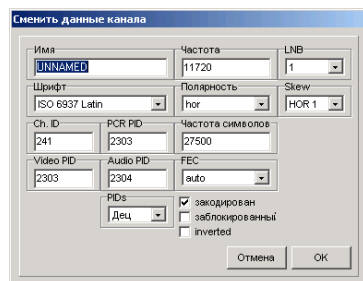 Сменить данные канала
Имя Частота LNB
UNNAMED 11720 1
Шрифт Полярность Skew
ISO 6937 Latin hor HOR 1
Ch. ID PCR PID Частота символов
241 2303 27500
Video PID Audio PID FEC
2303 2304 auto
PIDs
Дец
закодирован
заблокированный
inverted
Отмена OK